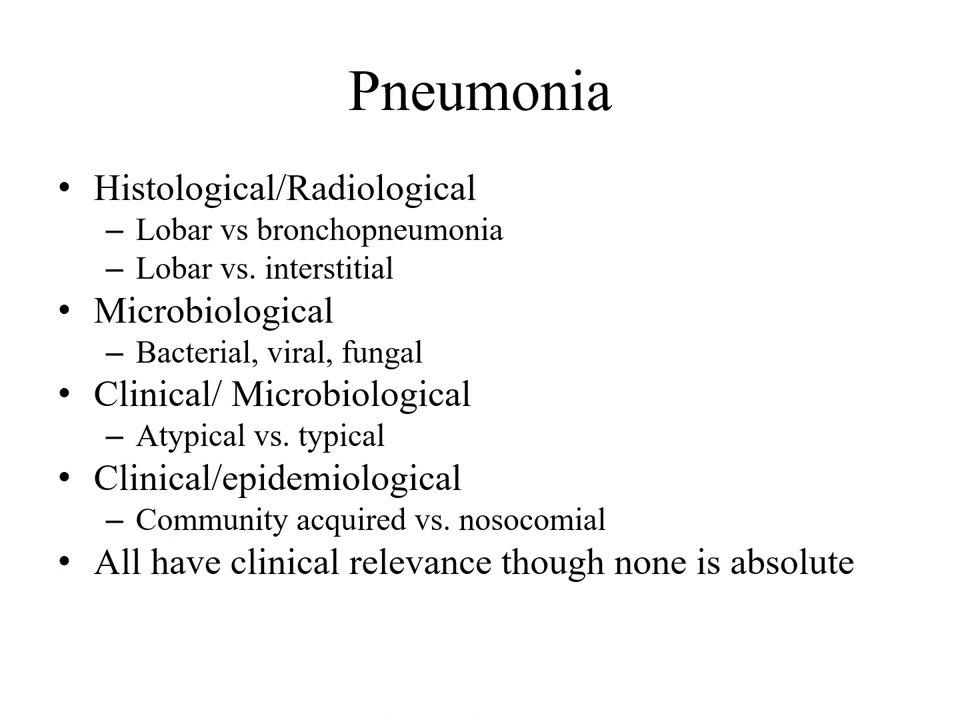 Pneumonia
• Histological/Radiological
– Lobar vs bronchopneumonia
– Lobar vs. interstitial
• Microbiological
– Bacterial, viral, fungal
• Clinical/ Microbiological
– Atypical vs. typical
• Clinical/epidemiological
– Community acquired vs. nosocomial
• All have clinical relevance though none is absolute